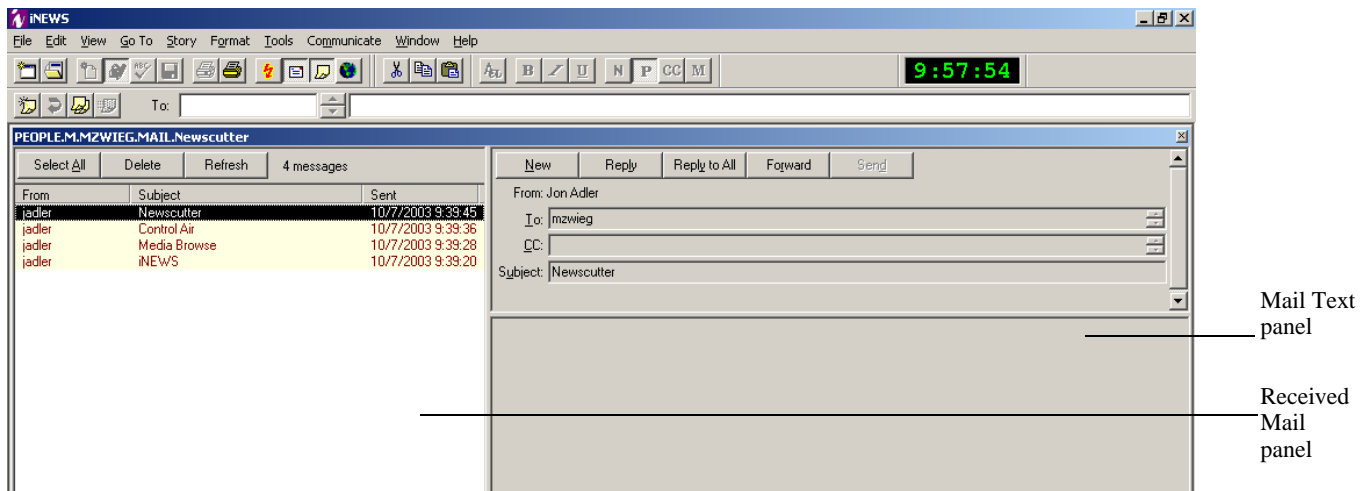 iNEWS
File Edit View Go To Story Format Tools Communicate Window Help
ABC B I U N P CC M 9:57:54
To:
PEOPLE.M.MZWIEG.MAIL.Newscutter
Select All Delete Refresh 4 messages
New Reply Reply to All Forward Send
From Subject Sent
jadler Newscutter 10/7/2003 9:39:45
jadler Control Air 10/7/2003 9:39:36
jadler Media Browse 10/7/2003 9:39:28
jadler iNEWS 10/7/2003 9:39:20
From: Jon Adler
To: mzwieg
CC:
Subject: Newscutter
Mail Text
panel
Received
Mail
panel